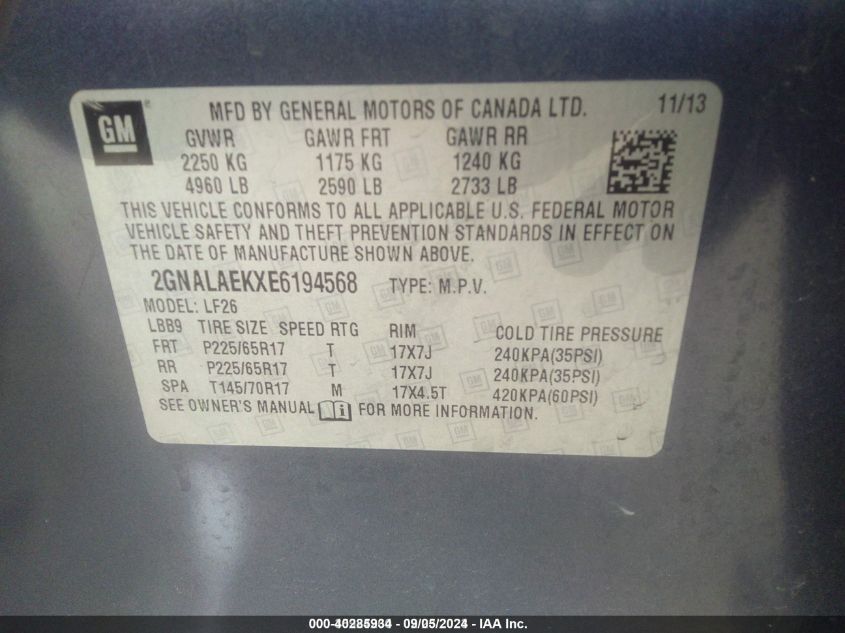 GM
®
MFD BY GENERAL MOTORS OF CANADA LTD. 11/13
GVWR GAWR FRT GAWR RR
2250 KG 1175 KG 1240 KG
4960 LB 2590 LB 2733 LB
THIS VEHICLE CONFORMS TO ALL APPLICABLE U.S. FEDERAL MOTOR
VEHICLE SAFETY AND THEFT PREVENTION STANDARDS IN EFFECT ON
THE DATE OF MANUFACTURE SHOWN ABOVE.
2GNALAEKXE6194568 TYPE: M.P.V.
MODEL: LF26
LBB9 TIRE SIZE SPEED RTG RIM COLD TIRE PRESSURE
FRT P225/65R17 T 17X7J 240KPA(35PSI)
RR P225/65R17 T 17X7J 240KPA(35PSI)
SPA T145/70R17 M 17X4.5T 420KPA(60PSI)
SEE OWNER'S MANUAL i FOR MORE INFORMATION.
000-40285934 - 09/05/2024 - IAA Inc.